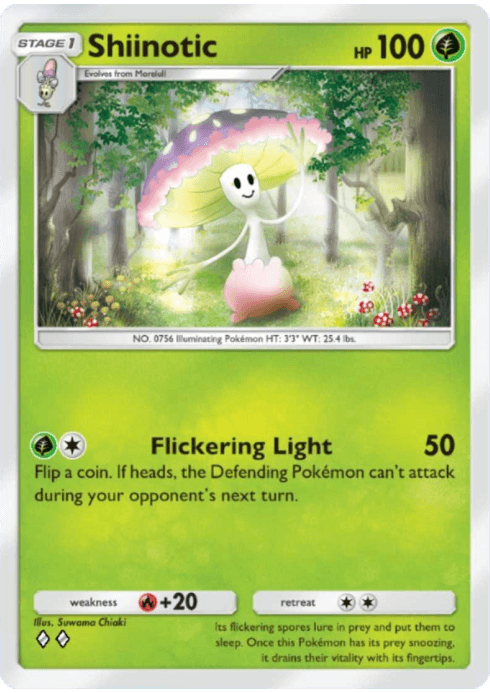 STAGE 1 Shiinotic HP 100
Evolves from Morelull
NO. 0756 Illuminating Pokémon HT: 3'3" WT: 25.4 lbs.
Flickering Light 50
Flip a coin. If heads, the Defending Pokémon can't attack
during your opponent's next turn.
weakness +20 retreat
Illus. Suwama Chiaki
Its flickering spores lure in prey and put them to
sleep. Once this Pokémon has its prey snoozing,
it drains their vitality with its fingertips.